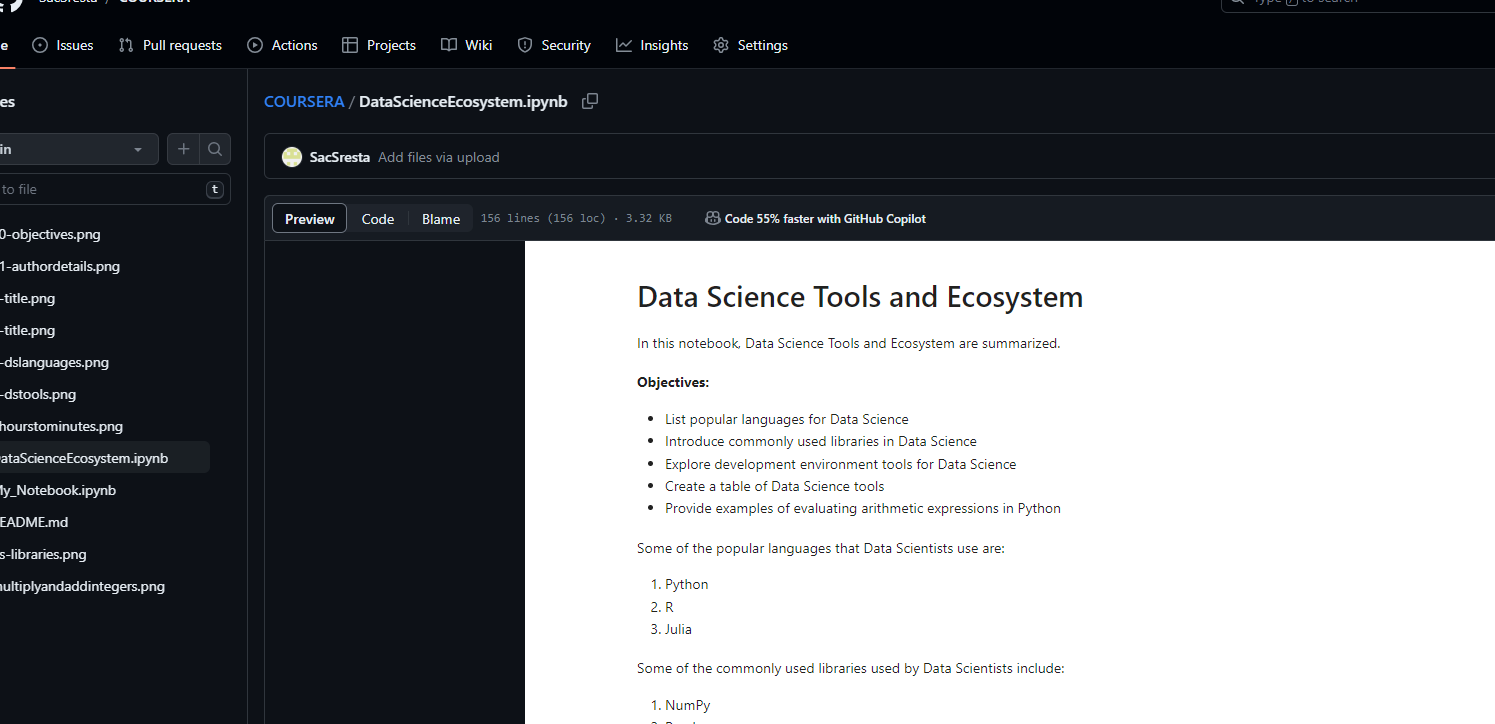 SacSresta / COURSERA
Type / to search
e Issues Pull requests Actions Projects Wiki Security Insights Settings
es
in
to file t
0-objectives.png
1-authordetails.png
-title.png
-title.png
-dslanguages.png
-dstools.png
hourstominutes.png
DataScienceEcosystem.ipynb
My_Notebook.ipynb
EADME.md
s-libraries.png
multiplyandaddintegers.png
COURSERA / DataScienceEcosystem.ipynb
SacSresta Add files via upload
Preview Code Blame 156 lines (156 loc) · 3.32 KB Code 55% faster with GitHub Copilot
Data Science Tools and Ecosystem
In this notebook, Data Science Tools and Ecosystem are summarized.
Objectives:
• List popular languages for Data Science
• Introduce commonly used libraries in Data Science
• Explore development environment tools for Data Science
• Create a table of Data Science tools
• Provide examples of evaluating arithmetic expressions in Python
Some of the popular languages that Data Scientists use are:
1. Python
2. R
3. Julia
Some of the commonly used libraries used by Data Scientists include:
1. NumPy